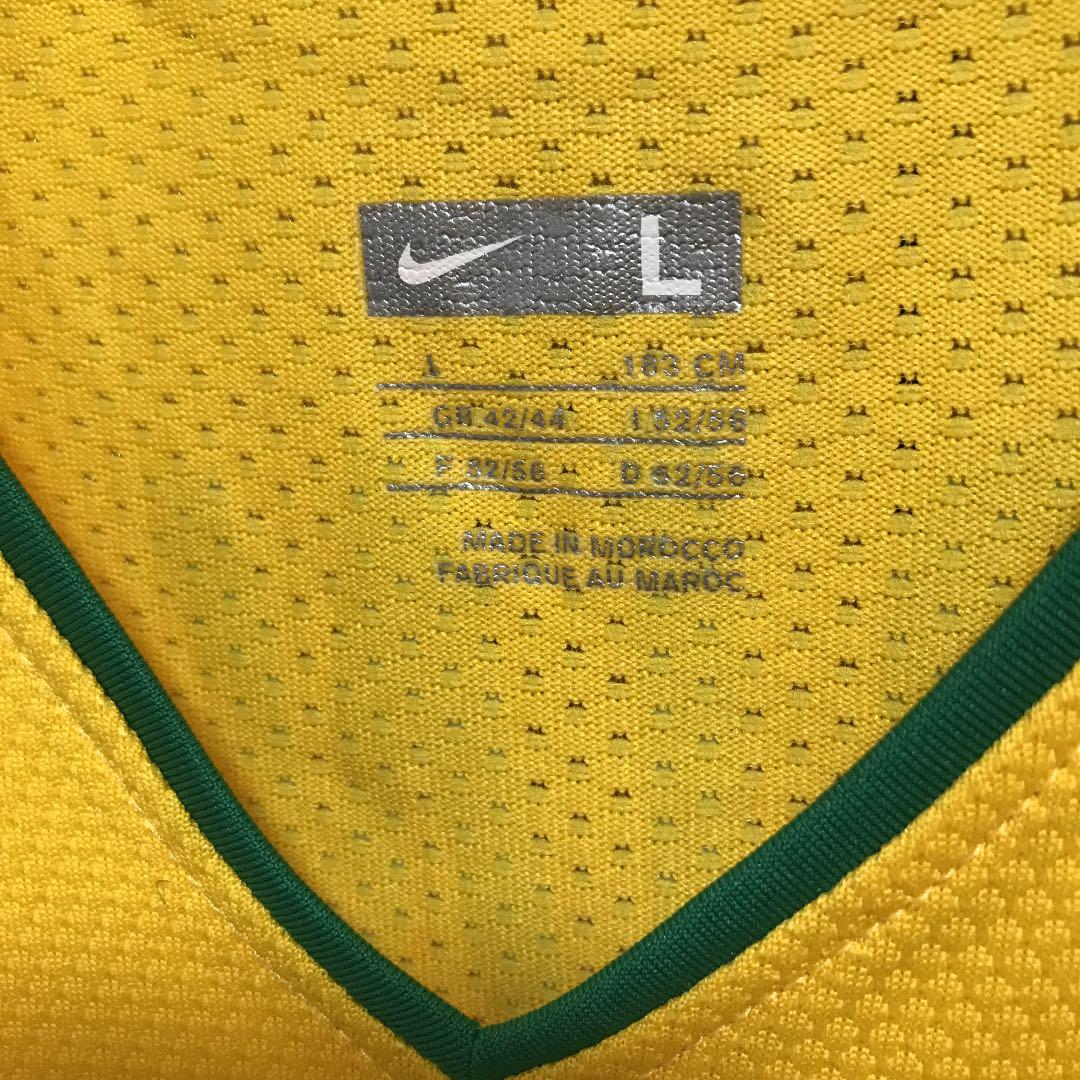 L
L 183 CM
GB 42/44 I 52/56
F 52/56 D 52/56
MADE IN MOROCCO
FABRIQUE AU MAROC